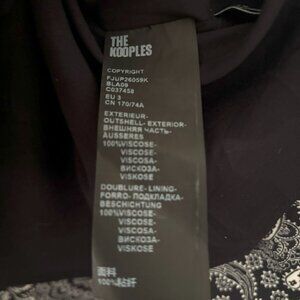 THE
KOOPLES
COPYRIGHT
FJUP26059K
BLA09
C037458
EU 3
CN 170/74A
EXTERIEUR-
OUTSHELL- EXTERIOR-
ВНЕШНЯЯ ЧАСТЬ-
ÄUSSERES
100%VISCOSE-
VISCOSE-
VISCOSA-
ВИСКОЗА-
VISKOSE
DOUBLURE- LINING-
FORRO- ПОДКЛАДКА-
BESCHICHTUNG
100%VISCOSE-
VISCOSE-
VISCOSA-
ВИСКОЗА-
VISKOSE
面料
100%粘纤